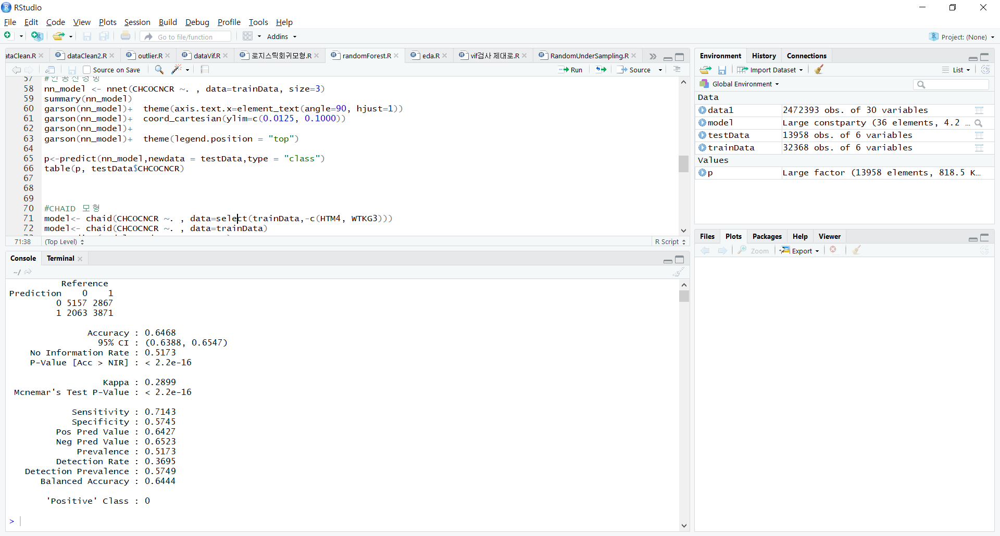 RStudio
File Edit Code View Plots Session Build Debug Profile Tools Help
Go to file/function Addins Project: (None)
ataClean.R dataClean2.R outlier.R dataVif.R 로지스틱회귀모형.R randomForest.R eda.R vif검사 제대로.R RandomUnderSampling.R
Source on Save Run Source
57
58 nn_model <- nnet(CHCOCNCR ~. , data=trainData, size=3)
59 summary(nn_model)
60 garson(nn_model)+  theme(axis.text.x=element_text(angle=90, hjust=1))
61 garson(nn_model)+  coord_cartesian(ylim=c(0.0125, 0.1000))
62 garson(nn_model)+
63 garson(nn_model)+  theme(legend.position = "top")
64
65 p<-predict(nn_model,newdata = testData,type = "class")
66 table(p, testData$CHCOCNCR)
67
68
69
70 #CHAID 모형
71 model<- chaid(CHCOCNCR ~. , data=select(trainData,-c(HTM4, WTKG3)))
72 model<- chaid(CHCOCNCR ~. , data=trainData)
71:38 (Top Level) R Script
Console Terminal
~/
Reference
Prediction    0    1
0 5157 2867
1 2063 3871
Accuracy : 0.6468
95% CI : (0.6388, 0.6547)
No Information Rate : 0.5173
P-Value [Acc > NIR] : < 2.2e-16
Kappa : 0.2899
Mcnemar's Test P-Value : < 2.2e-16
Sensitivity : 0.7143
Specificity : 0.5745
Pos Pred Value : 0.6427
Neg Pred Value : 0.6523
Prevalence : 0.5173
Detection Rate : 0.3695
Detection Prevalence : 0.5749
Balanced Accuracy : 0.6444
'Positive' Class : 0
>
Environment History Connections
Import Dataset List
Global Environment
Data
data1 2472393 obs. of 30 variables
model Large constparty (36 elements, 4.2 …
testData 13958 obs. of 6 variables
trainData 32368 obs. of 6 variables
Values
p Large factor (13958 elements, 818.5 K…
Files Plots Packages Help Viewer
Zoom Export